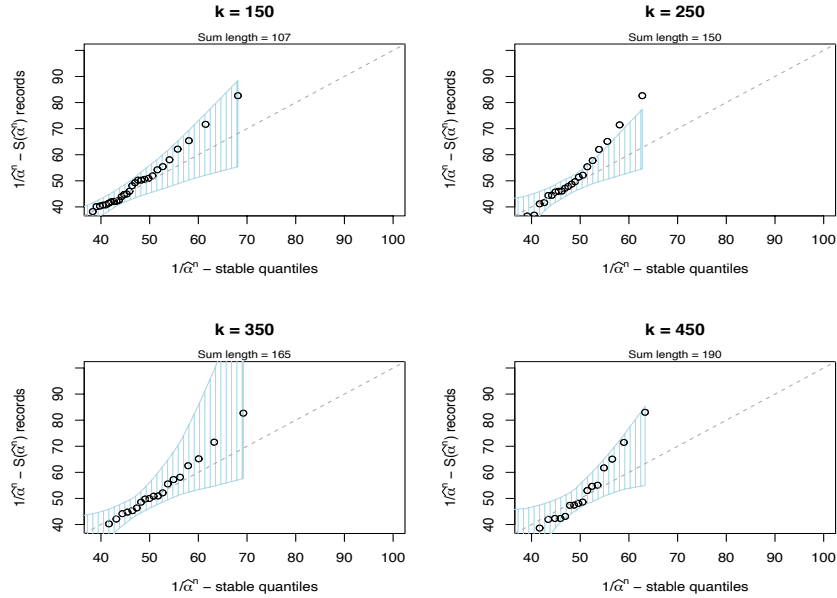 k = 150
Sum length = 107
1/α̂ⁿ − S(α̂ⁿ) records
40 50 60 70 80 90
40 50 60 70 80 90 100
1/α̂ⁿ − stable quantiles
k = 250
Sum length = 150
1/α̂ⁿ − S(α̂ⁿ) records
40 50 60 70 80 90
40 50 60 70 80 90 100
1/α̂ⁿ − stable quantiles
k = 350
Sum length = 165
1/α̂ⁿ − S(α̂ⁿ) records
40 50 60 70 80 90
40 50 60 70 80 90 100
1/α̂ⁿ − stable quantiles
k = 450
Sum length = 190
1/α̂ⁿ − S(α̂ⁿ) records
40 50 60 70 80 90
40 50 60 70 80 90 100
1/α̂ⁿ − stable quantiles